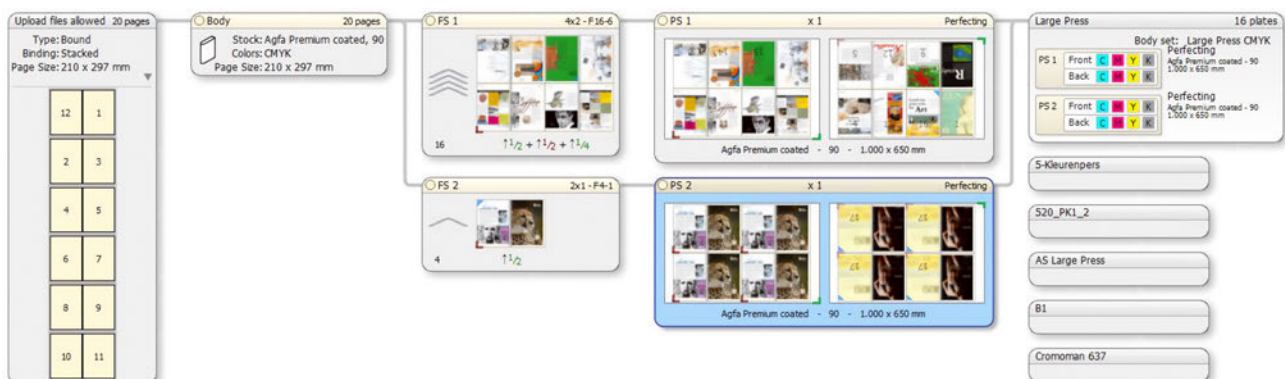 Upload files allowed 20 pages
Type: Bound
Binding: Stacked
Page Size: 210 x 297 mm
12 1
2 3
4 5
6 7
8 9
10 11
Body 20 pages
Stock: Agfa Premium coated, 90
Colors: CMYK
Page Size: 210 x 297 mm
FS 1 4x2 - F16-6
16 ↑1/2 + ↑1/2 + ↑1/4
FS 2 2x1 - F4-1
4 ↑1/2
PS 1 x 1 Perfecting
Agfa Premium coated - 90 - 1.000 x 650 mm
PS 2 x 1 Perfecting
Agfa Premium coated - 90 - 1.000 x 650 mm
Large Press 16 plates
Body set: Large Press CMYK
PS 1 Front C M Y K
Back C M Y K
Perfecting
Agfa Premium coated - 90
1.000 x 650 mm
PS 2 Front C M Y K
Back C M Y K
Perfecting
Agfa Premium coated - 90
1.000 x 650 mm
5-Kleurenpers
520_PK1_2
AS Large Press
B1
Cromoman 637